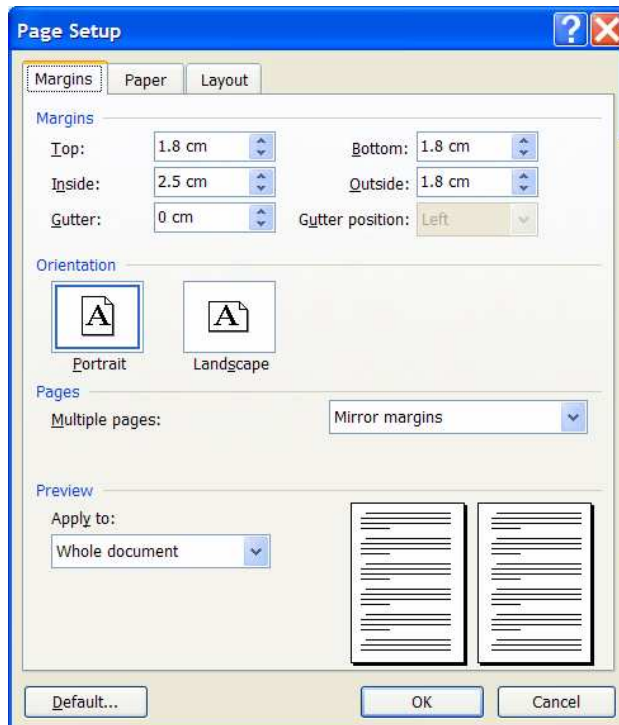 Page Setup
Margins Paper Layout
Margins
Top: 1.8 cm Bottom: 1.8 cm
Inside: 2.5 cm Outside: 1.8 cm
Gutter: 0 cm Gutter position: Left
Orientation
A A
Portrait Landscape
Pages
Multiple pages: Mirror margins
Preview
Apply to:
Whole document
Default... OK Cancel